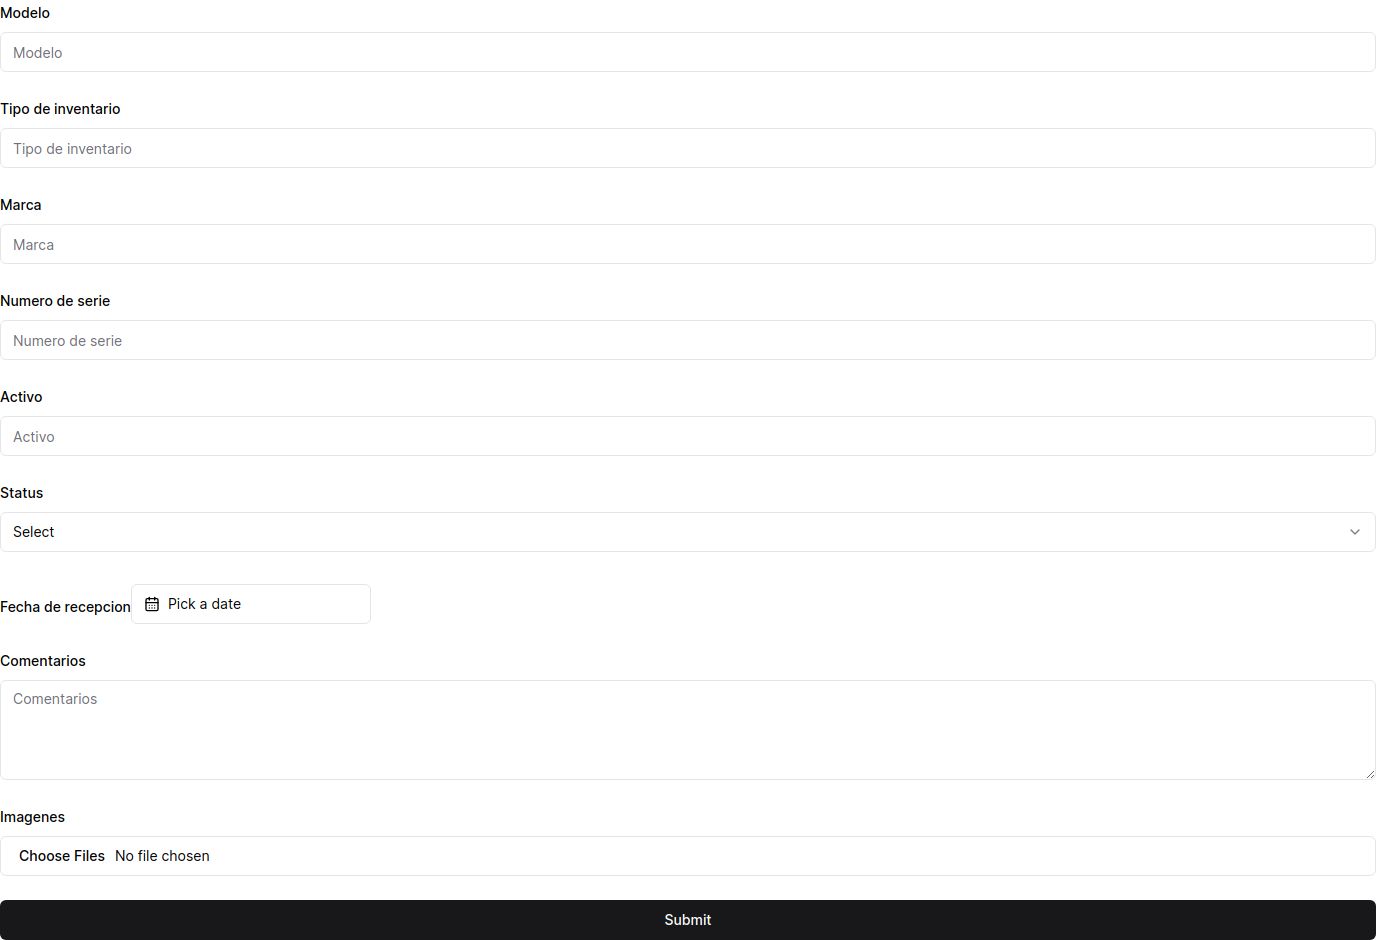 Modelo
Modelo
Tipo de inventario
Tipo de inventario
Marca
Marca
Numero de serie
Numero de serie
Activo
Activo
Status
Select
Fecha de recepcion Pick a date
Comentarios
Comentarios
Imagenes
Choose Files No file chosen
Submit